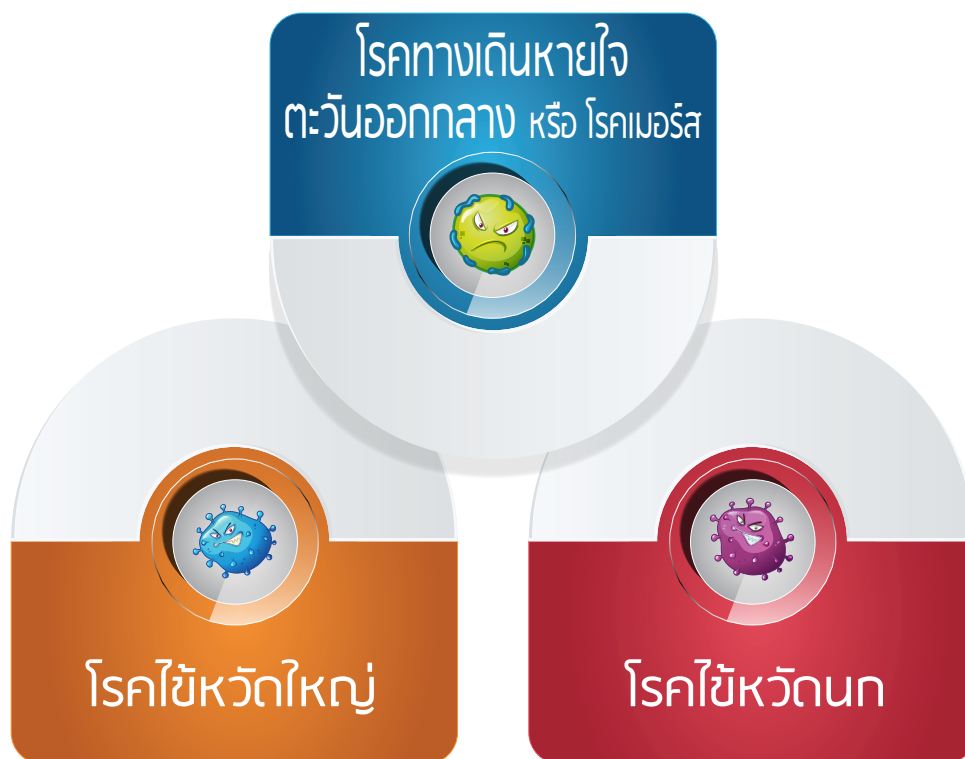 โรคทางเดินหายใจ
ตะวันออกกลาง หรือ โรคเมอร์ส
โรคไข้หวัดใหญ่
โรคไข้หวัดนก